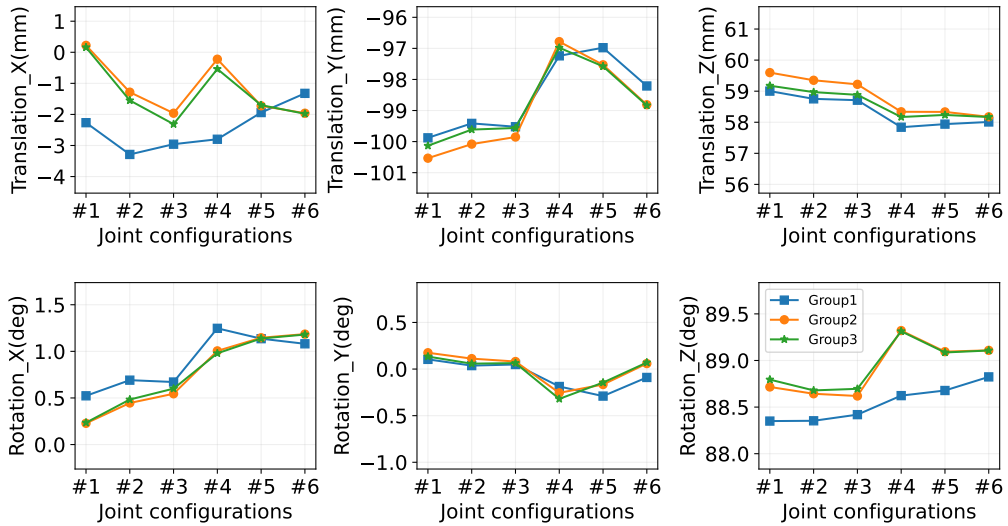 Translation_X(mm)
1
0
−1
−2
−3
−4
#1 #2 #3 #4 #5 #6
Joint configurations
Translation_Y(mm)
−96
−97
−98
−99
−100
−101
#1 #2 #3 #4 #5 #6
Joint configurations
Translation_Z(mm)
61
60
59
58
57
56
#1 #2 #3 #4 #5 #6
Joint configurations
Rotation_X(deg)
1.5
1.0
0.5
0.0
#1 #2 #3 #4 #5 #6
Joint configurations
Rotation_Y(deg)
0.5
0.0
−0.5
−1.0
#1 #2 #3 #4 #5 #6
Joint configurations
Rotation_Z(deg)
89.5
89.0
88.5
88.0
Group1
Group2
Group3
#1 #2 #3 #4 #5 #6
Joint configurations